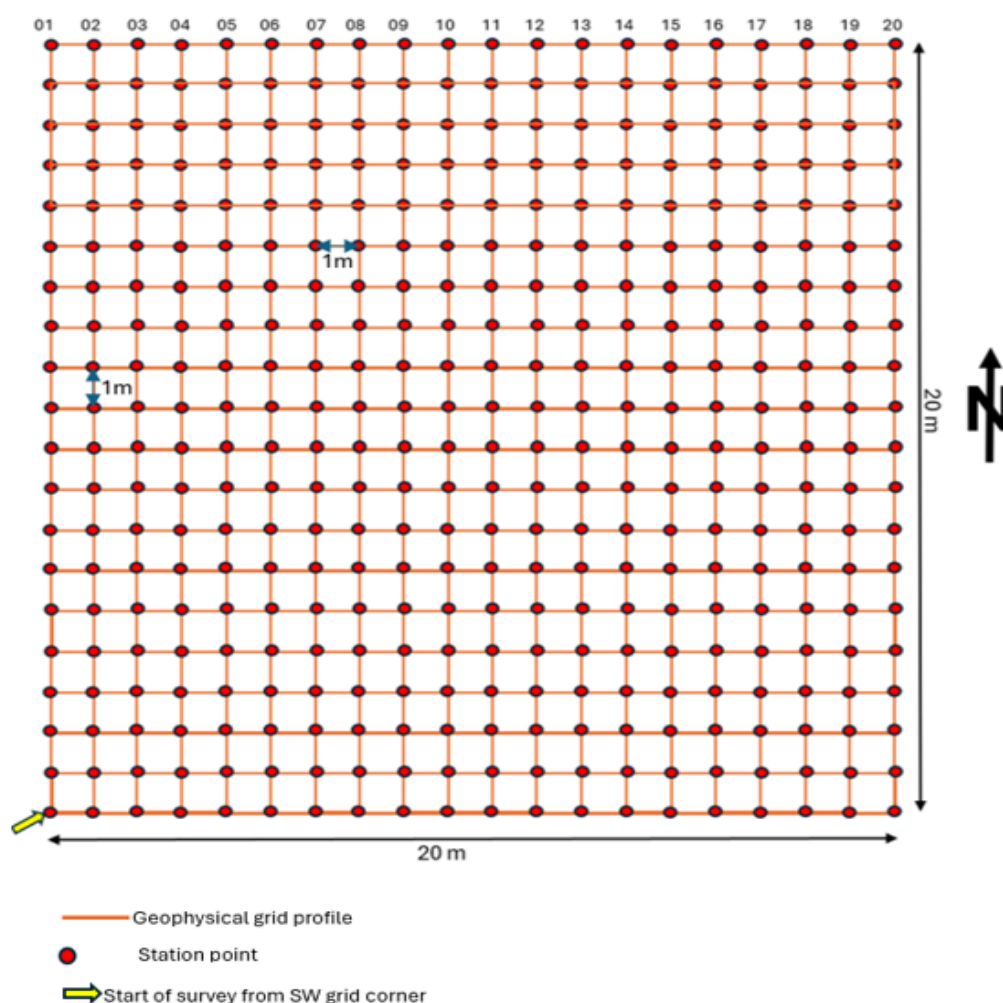 01 02 03 04 05 06 07 08 09 10 11 12 13 14 15 16 17 18 19 20
1m
1m
20 m
N
20 m
Geophysical grid profile
Station point
Start of survey from SW grid corner